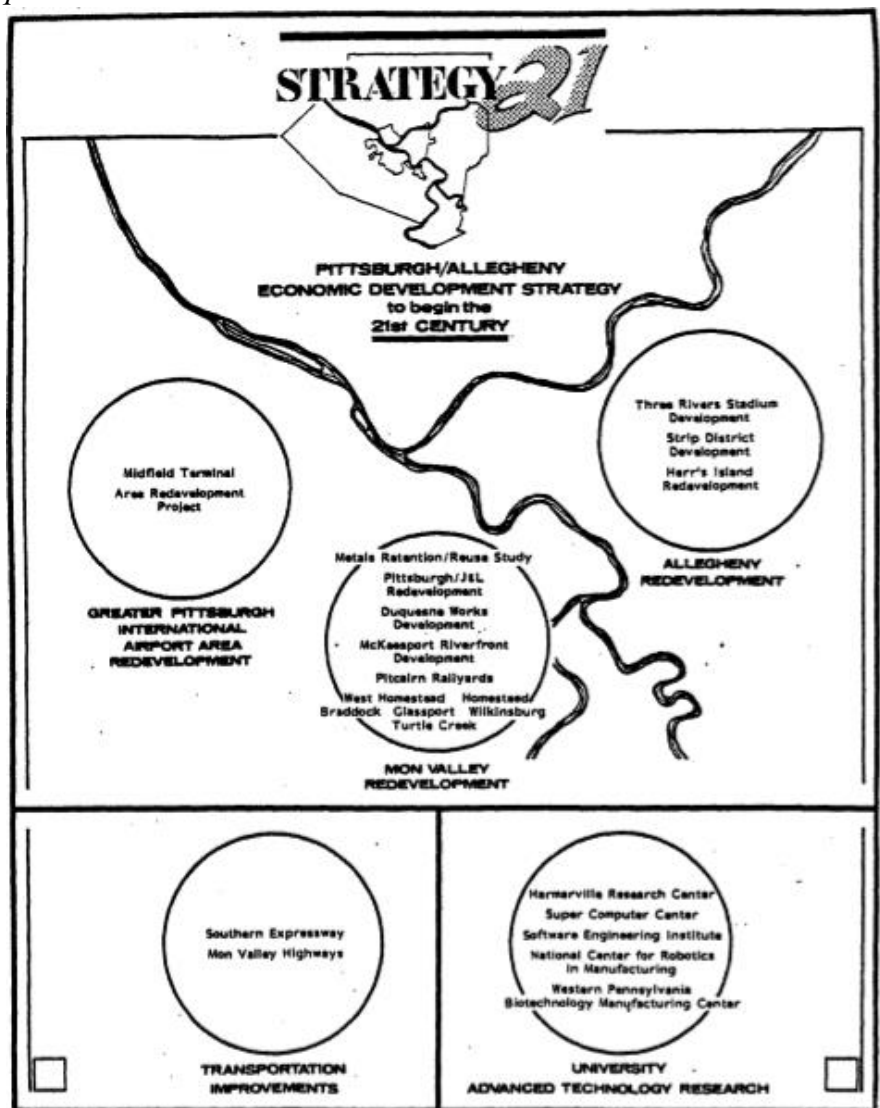 STRATEGY 21
PITTSBURGH/ALLEGHENY
ECONOMIC DEVELOPMENT STRATEGY
to begin the
21st CENTURY
Midfield Terminal
Area Redevelopment
Project
GREATER PITTSBURGH
INTERNATIONAL
AIRPORT AREA
REDEVELOPMENT
Three Rivers Stadium
Development
Strip District
Development
Herr's Island
Redevelopment
ALLEGHENY
REDEVELOPMENT
Metals Retention/Reuse Study
Pittsburgh/J&L
Redevelopment
Duquesne Works
Development
McKeesport Riverfront
Development
Pitcairn Railyards
West Homestead Homestead
Braddock Glassport Wilkinsburg
Turtle Creek
MON VALLEY
REDEVELOPMENT
Southern Expressway
Mon Valley Highways
TRANSPORTATION
IMPROVEMENTS
Harmarville Research Center
Super Computer Center
Software Engineering Institute
National Center for Robotics
in Manufacturing
Western Pennsylvania
Biotechnology Manufacturing Center
UNIVERSITY
ADVANCED TECHNOLOGY RESEARCH